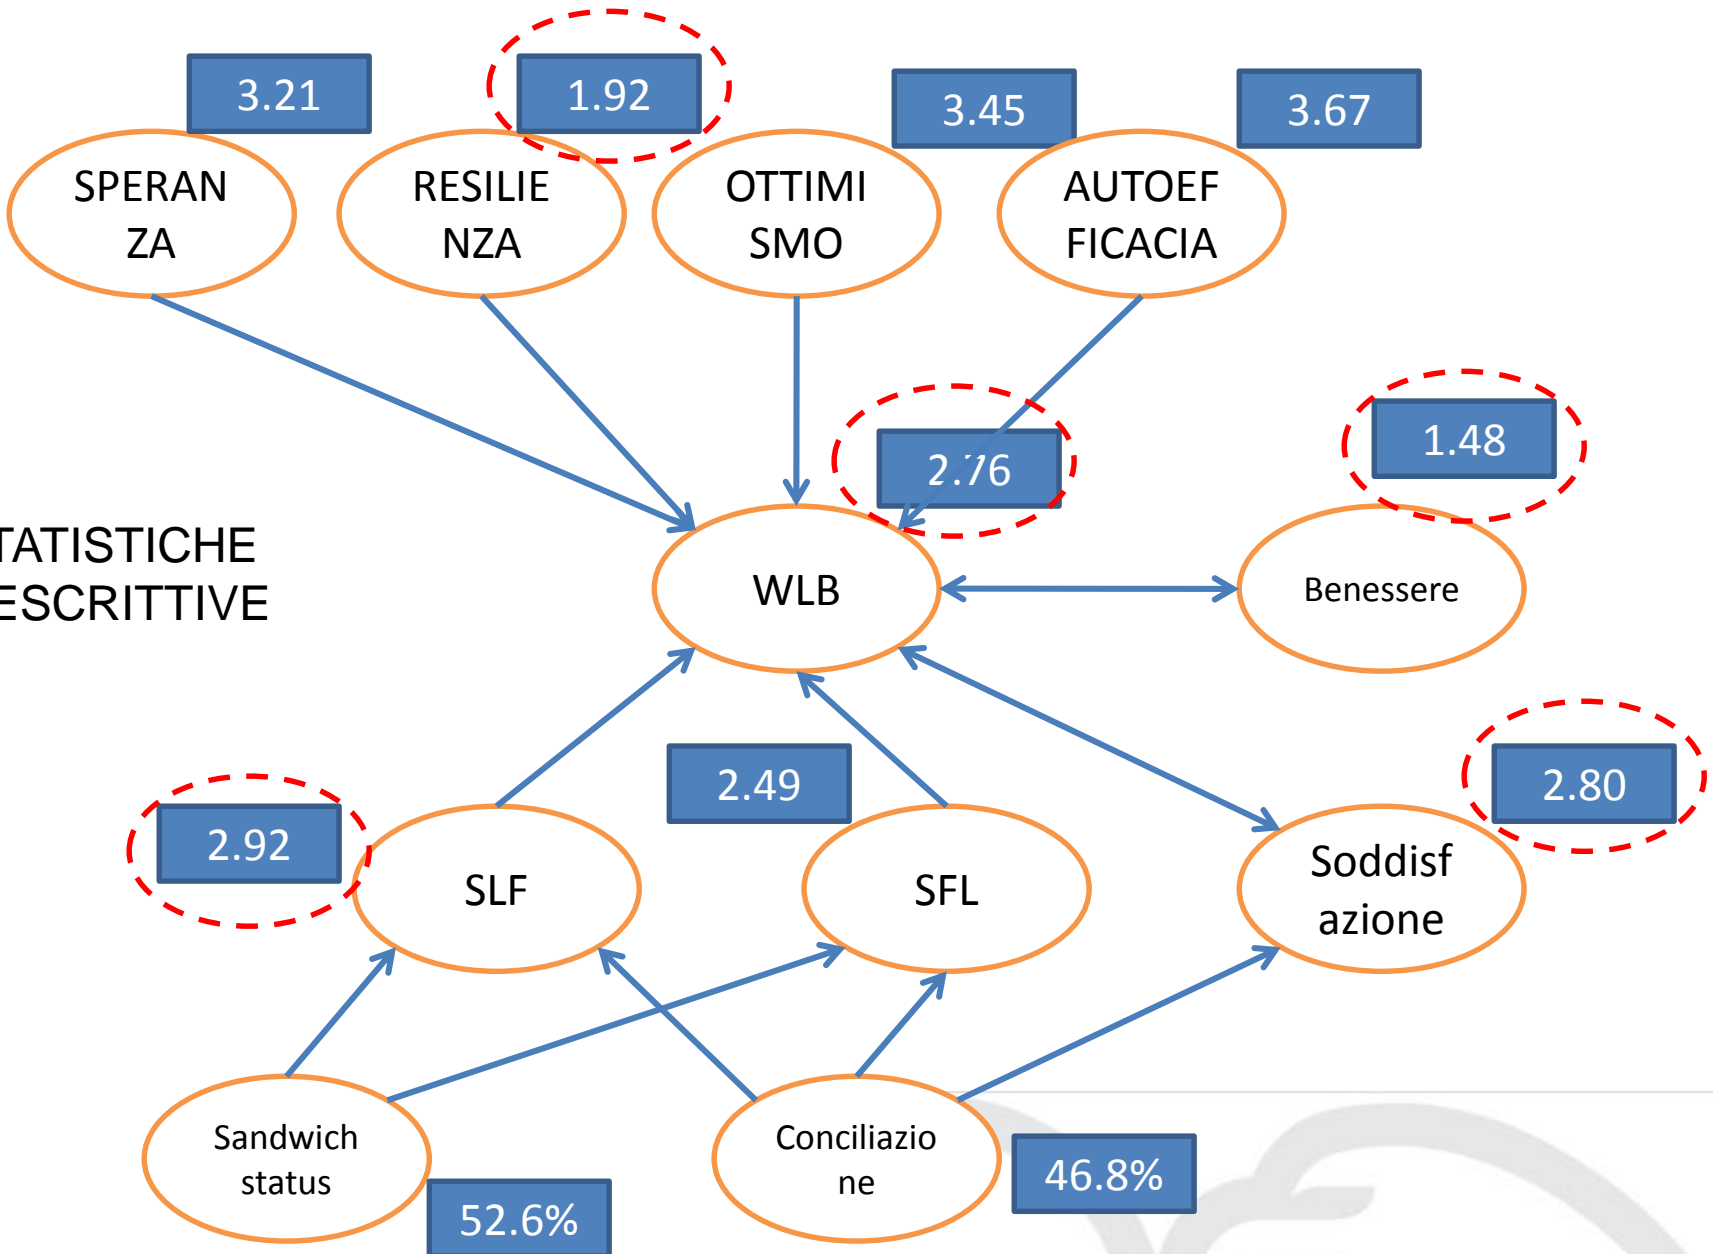 3.21
1.92
3.45
3.67
SPERAN
ZA
RESILIE
NZA
OTTIMI
SMO
AUTOEF
FICACIA
2.76
1.48
TATISTICHE
ESCRITTIVE
WLB
Benessere
2.92
2.49
2.80
SLF
SFL
Soddisf
azione
Sandwich
status
52.6%
Conciliazio
ne
46.8%